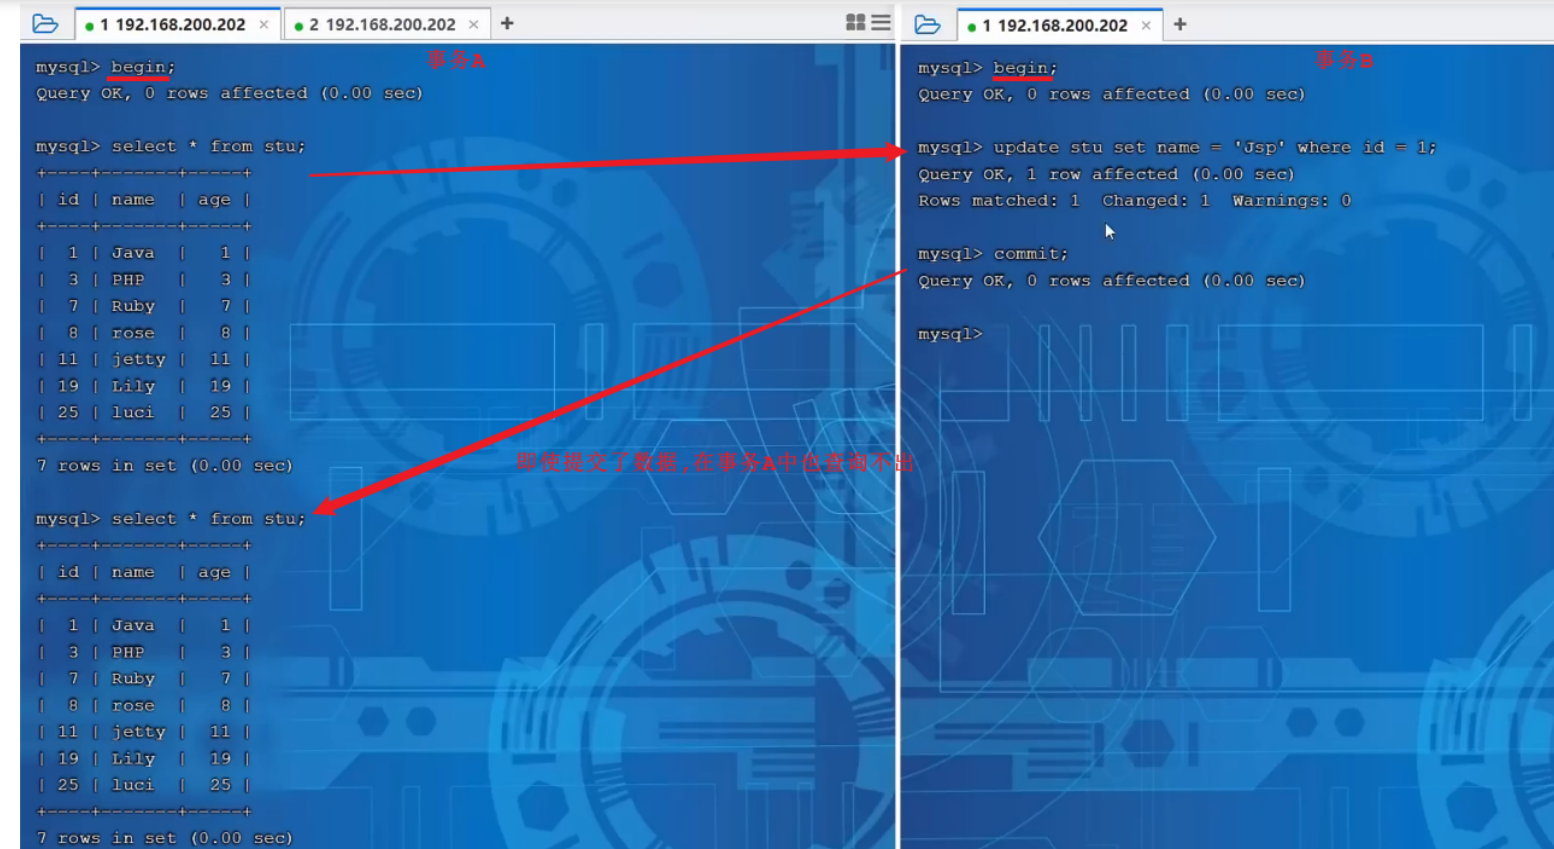 1 192.168.200.202 ×
2 192.168.200.202 × +
事务A
mysql> begin;
Query OK, 0 rows affected (0.00 sec)
mysql> select * from stu;
+----+-------+-----+
| id | name  | age |
+----+-------+-----+
|  1 | Java  |   1 |
|  3 | PHP   |   3 |
|  7 | Ruby  |   7 |
|  8 | rose  |   8 |
| 11 | jetty |  11 |
| 19 | Lily  |  19 |
| 25 | luci  |  25 |
+----+-------+-----+
7 rows in set (0.00 sec)
即使提交了数据,在事务A中也查询不出
mysql> select * from stu;
+----+-------+-----+
| id | name  | age |
+----+-------+-----+
|  1 | Java  |   1 |
|  3 | PHP   |   3 |
|  7 | Ruby  |   7 |
|  8 | rose  |   8 |
| 11 | jetty |  11 |
| 19 | Lily  |  19 |
| 25 | luci  |  25 |
+----+-------+-----+
7 rows in set (0.00 sec)
1 192.168.200.202 × +
事务B
mysql> begin;
Query OK, 0 rows affected (0.00 sec)
mysql> update stu set name = 'Jsp' where id = 1;
Query OK, 1 row affected (0.00 sec)
Rows matched: 1  Changed: 1  Warnings: 0
mysql> commit;
Query OK, 0 rows affected (0.00 sec)
mysql>